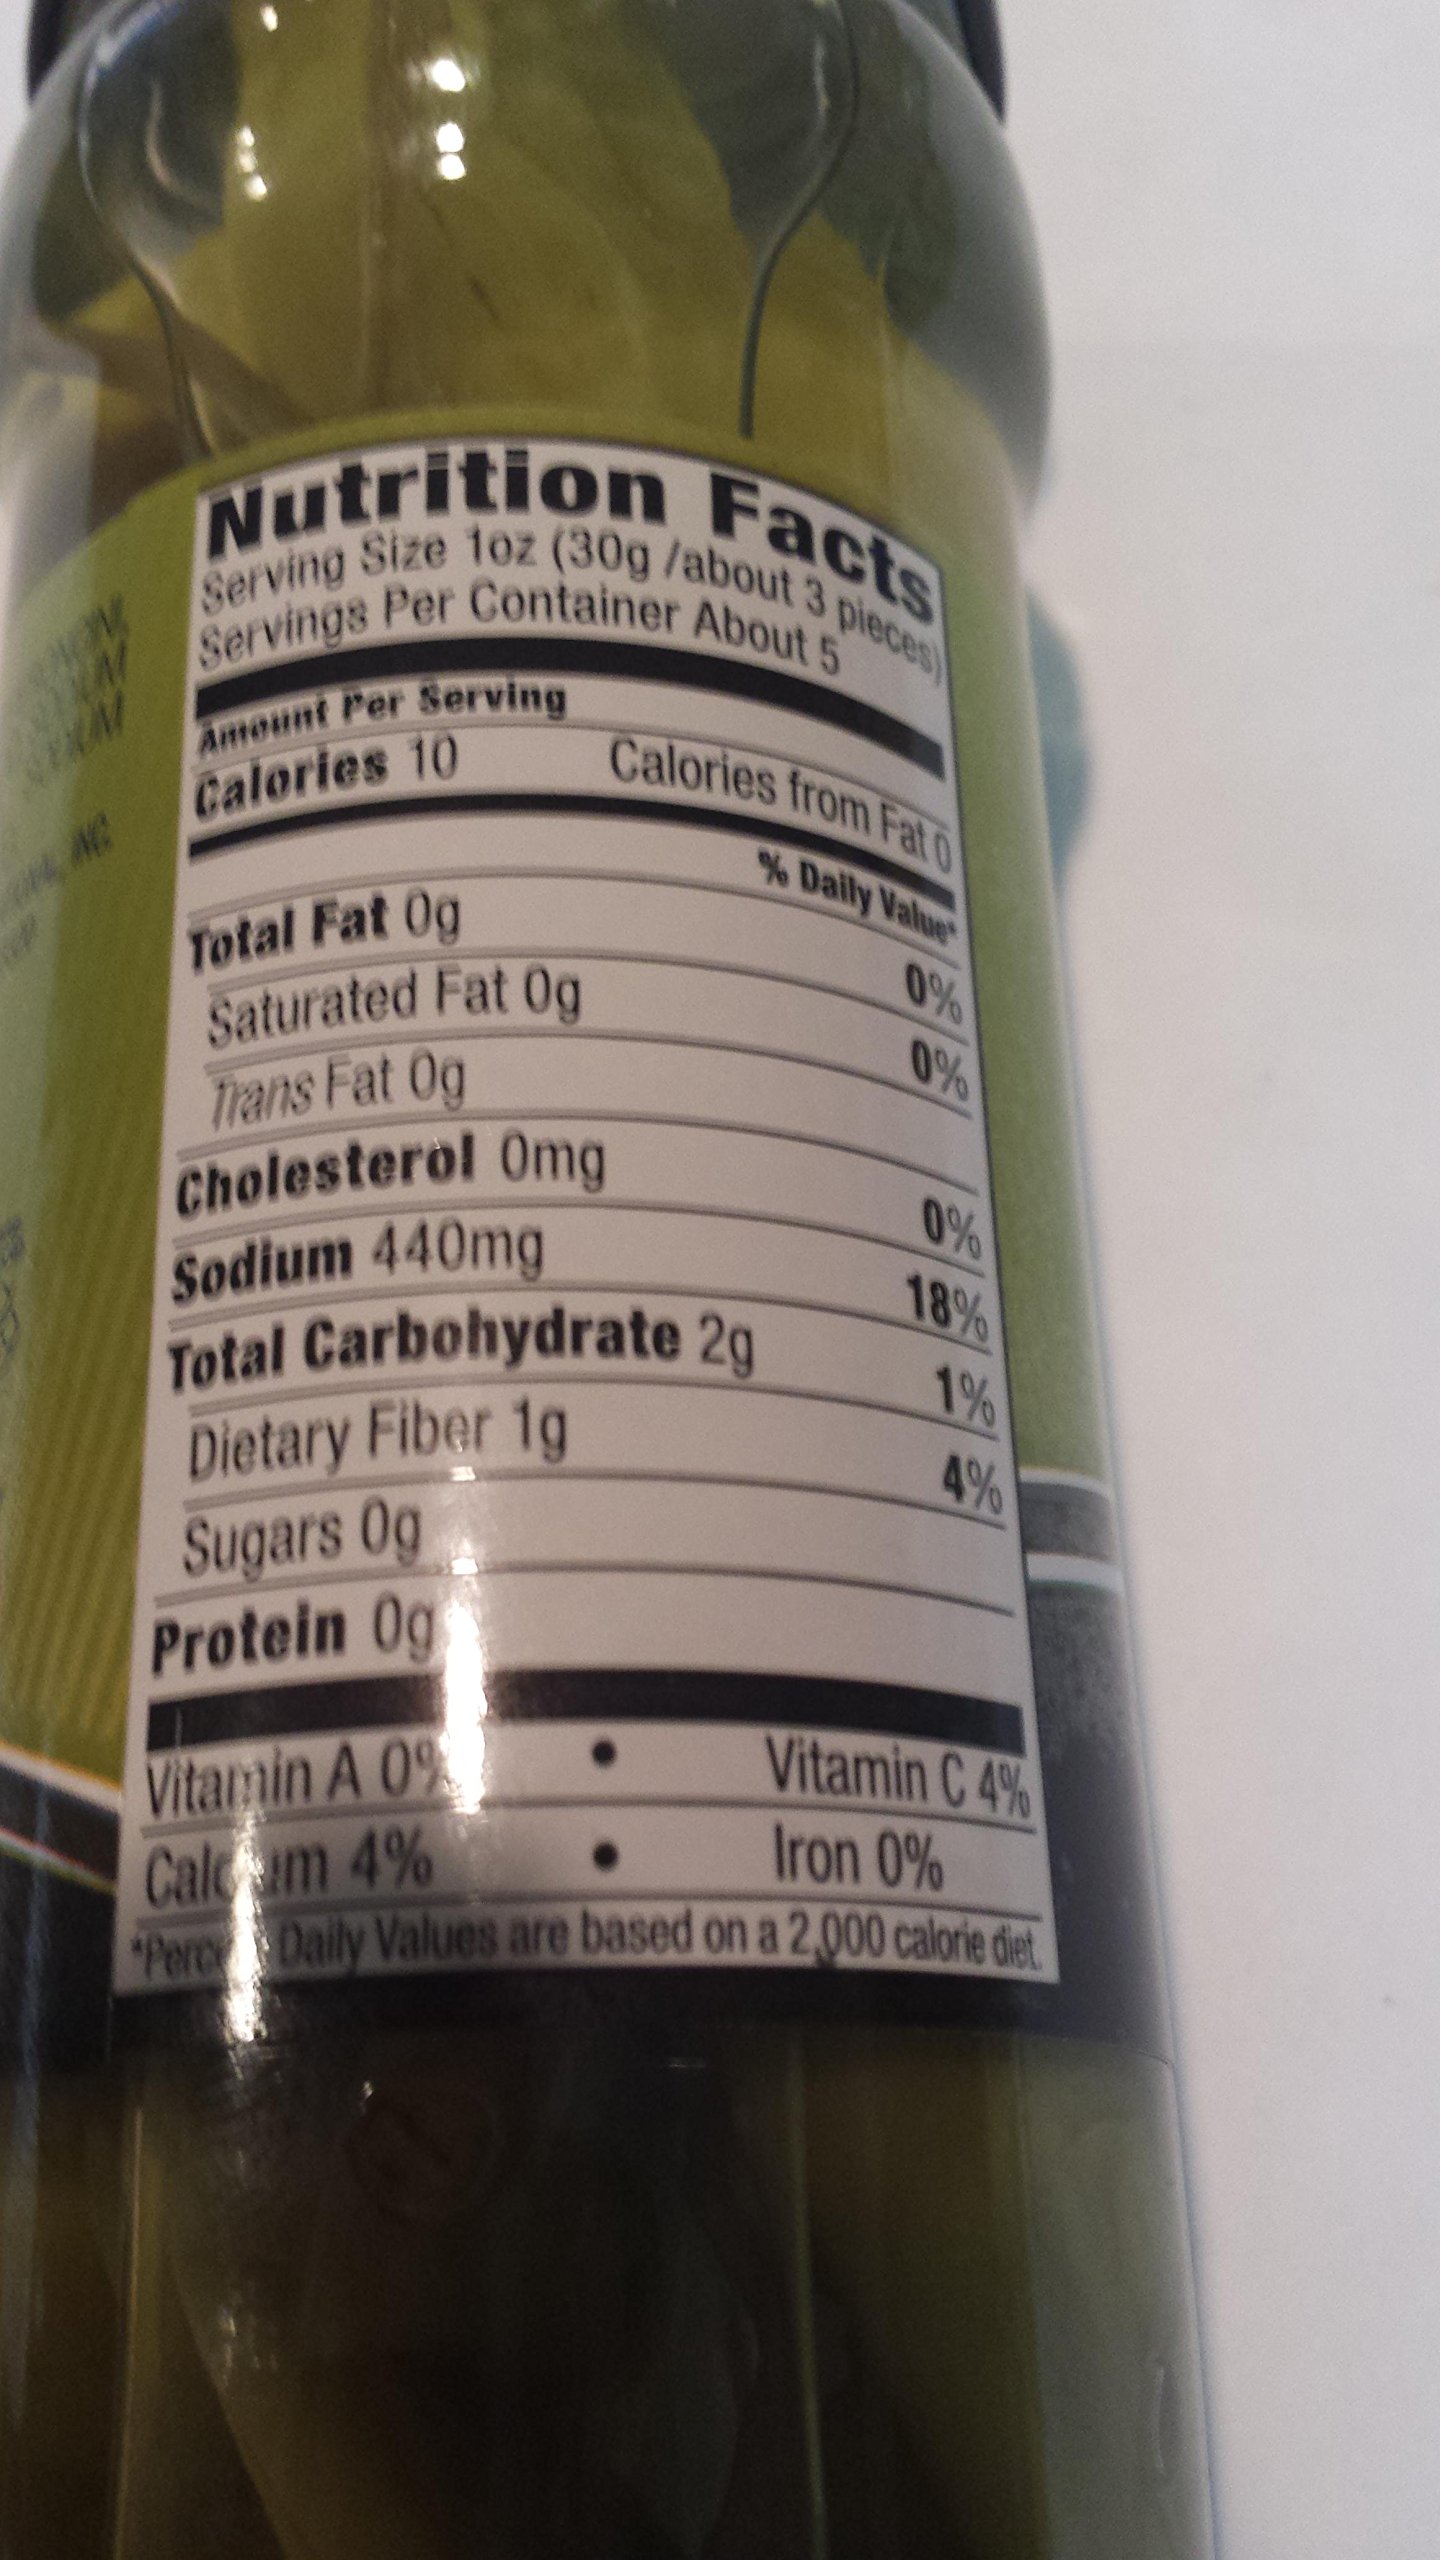 Nutrition Facts
Serving Size 1oz (30g /about 3 pieces)
Servings Per Container About 5
Amount Per Serving
Calories 10 Calories from Fat 0
% Daily Value*
Total Fat 0g 0%
Saturated Fat 0g 0%
Trans Fat 0g
Cholesterol 0mg 0%
Sodium 440mg 18%
Total Carbohydrate 2g 1%
Dietary Fiber 1g 4%
Sugars 0g
Protein 0g
Vitamin A 0% • Vitamin C 4%
Calcium 4% • Iron 0%
*Percent Daily Values are based on a 2,000 calorie diet.
INC